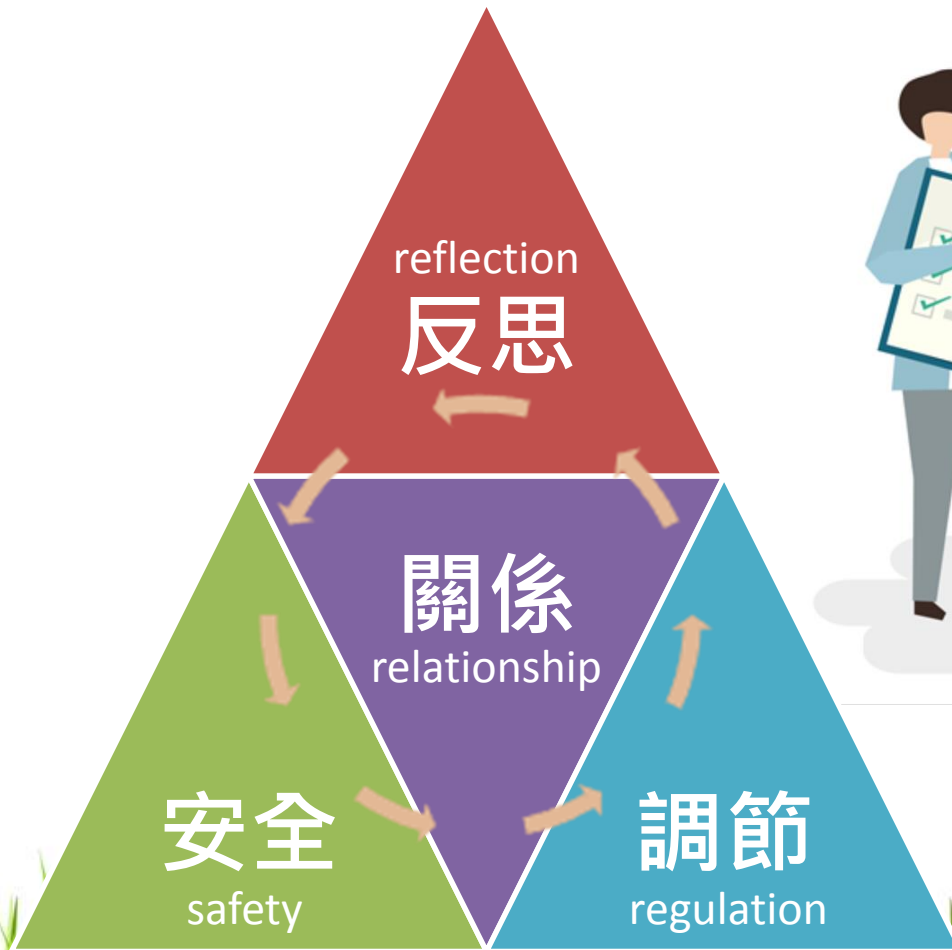 reflection
反思
關係
relationship
安全
safety
調節
regulation